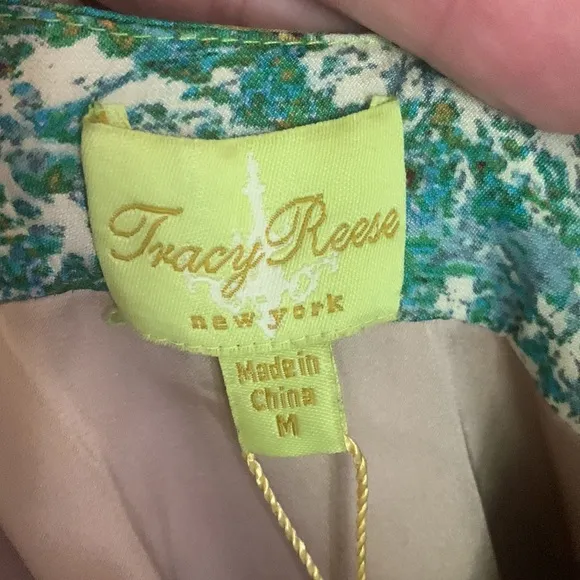 Tracy Reese
new york
Made in
China
M